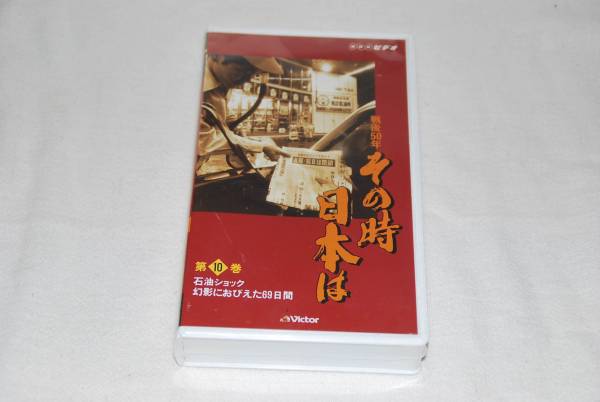 NHKビデオ
戦後50年
その時
日本は
第10巻
石油ショック
幻影におびえた69日間
Victor